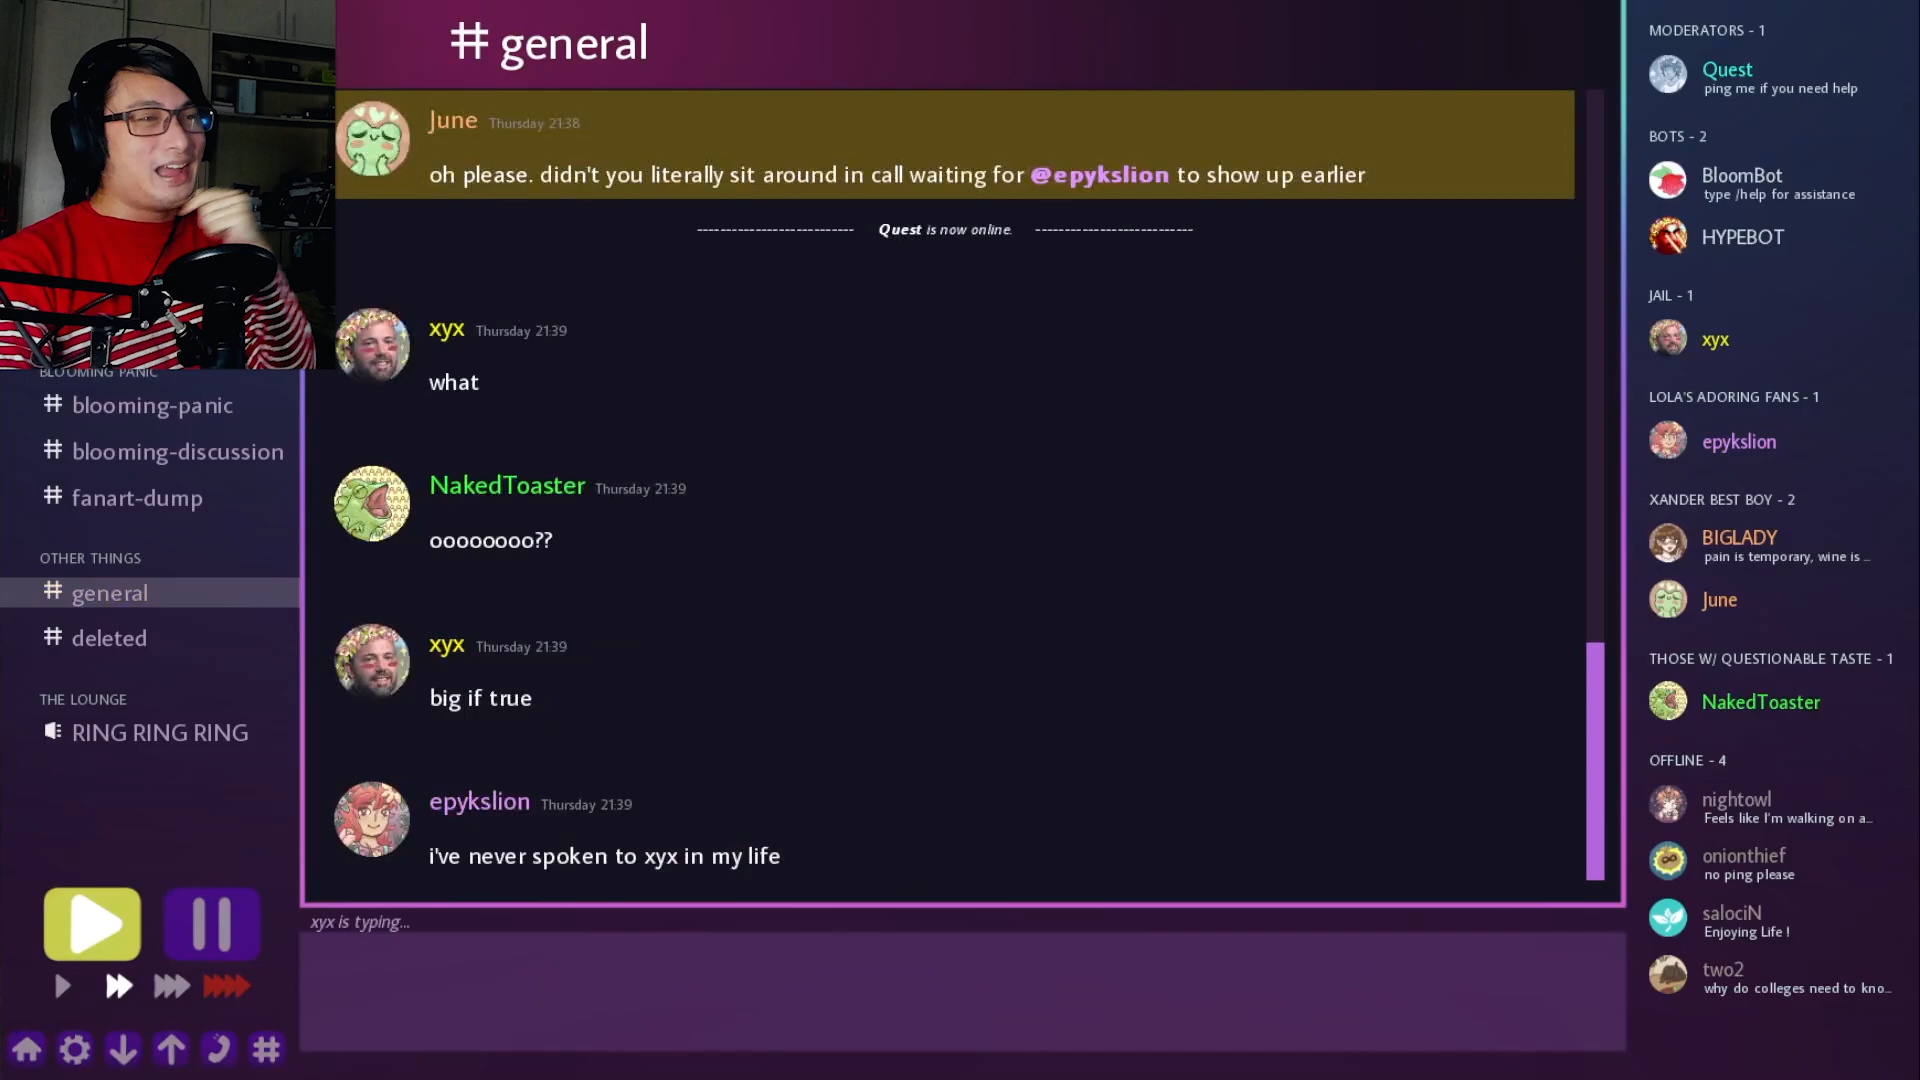 # general
June Thursday 21:38
oh please. didn't you literally sit around in call waiting for @epykslion to show up earlier
Quest is now online.
xyx Thursday 21:39
what
NakedToaster Thursday 21:39
oooooooo??
xyx Thursday 21:39
big if true
epykslion Thursday 21:39
i've never spoken to xyx in my life
xyx is typing...
BLOOMING PANIC
# blooming-panic
# blooming-discussion
# fanart-dump
OTHER THINGS
# general
# deleted
THE LOUNGE
RING RING RING
MODERATORS - 1
Quest
ping me if you need help
BOTS - 2
BloomBot
type /help for assistance
HYPEBOT
JAIL - 1
xyx
LOLA'S ADORING FANS - 1
epykslion
XANDER BEST BOY - 2
BIGLADY
pain is temporary, wine is ...
June
THOSE W/ QUESTIONABLE TASTE - 1
NakedToaster
OFFLINE - 4
nightowl
Feels like I'm walking on a...
onionthief
no ping please
salociN
Enjoying Life !
two2
why do colleges need to kno...